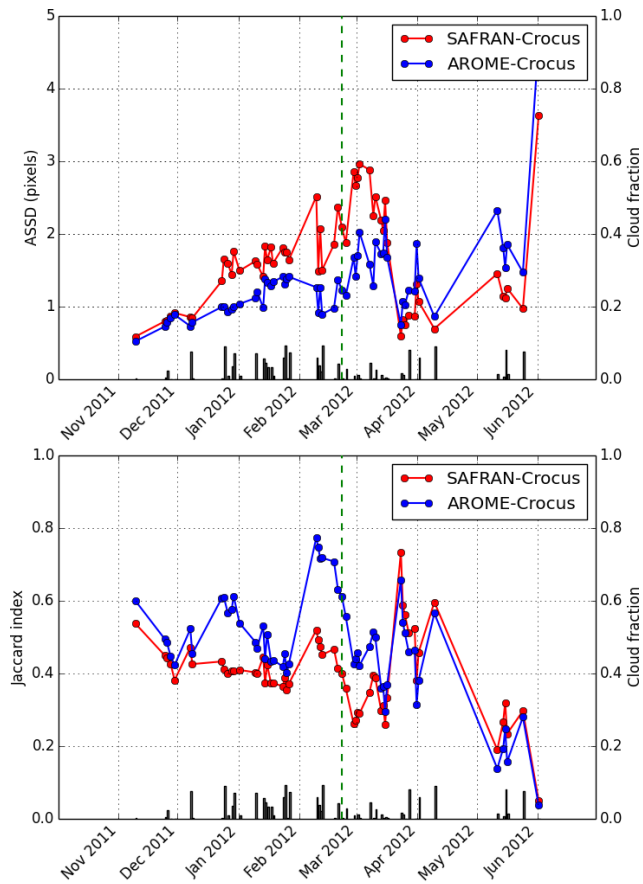 5
4
3
2
1
0
ASSD (pixels)
1.0
0.8
0.6
0.4
0.2
0.0
Cloud fraction
SAFRAN-Crocus
AROME-Crocus
Nov 2011
Dec 2011
Jan 2012
Feb 2012
Mar 2012
Apr 2012
May 2012
Jun 2012
1.0
0.8
0.6
0.4
0.2
0.0
Jaccard index
1.0
0.8
0.6
0.4
0.2
0.0
Cloud fraction
SAFRAN-Crocus
AROME-Crocus
Nov 2011
Dec 2011
Jan 2012
Feb 2012
Mar 2012
Apr 2012
May 2012
Jun 2012